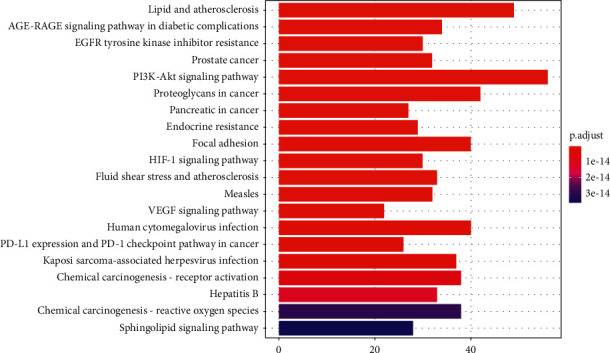 Lipid and atherosclerosis
AGE-RAGE signaling pathway in diabetic complications
EGFR tyrosine kinase inhibitor resistance
Prostate cancer
PI3K-Akt signaling pathway
Proteoglycans in cancer
Pancreatic in cancer
Endocrine resistance
Focal adhesion
HIF-1 signaling pathway
Fluid shear stress and atherosclerosis
Measles
VEGF signaling pathway
Human cytomegalovirus infection
PD-L1 expression and PD-1 checkpoint pathway in cancer
Kaposi sarcoma-associated herpesvirus infection
Chemical carcinogenesis - receptor activation
Hepatitis B
Chemical carcinogenesis - reactive oxygen species
Sphingolipid signaling pathway
0 20 40
p.adjust
1e-14
2e-14
3e-14